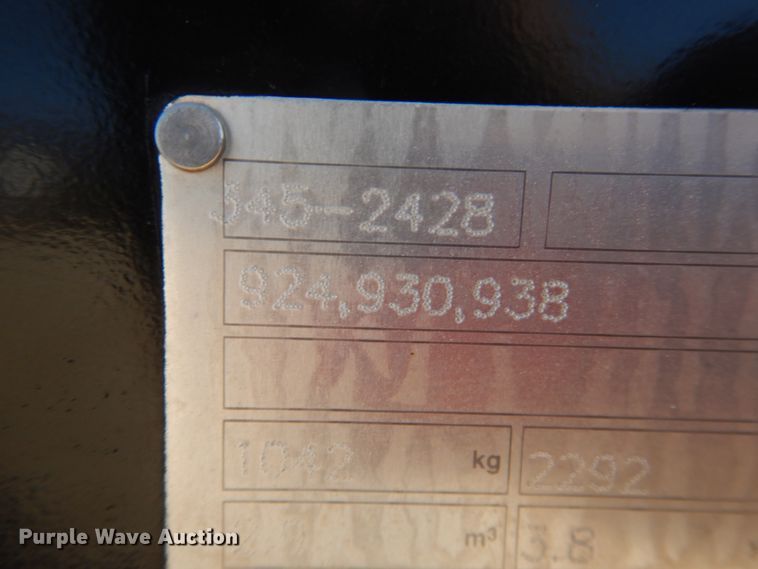 345-2428
924,930,938
1042 kg 2292
m³ 3.8
Purple Wave Auction